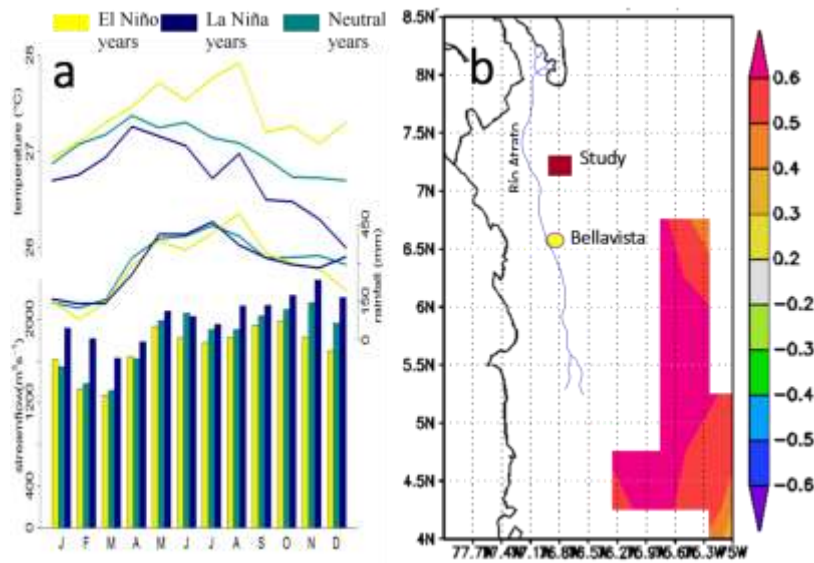 El Niño years
La Niña years
Neutral years
a
temperature (°C)
28
27
26
rainfall (mm)
450
150
0
streamflow(m³s⁻¹)
2000
1200
400
0
J F M A M J J A S O N D
b
8.5N
8N
7.5N
7N
6.5N
6N
5.5N
5N
4.5N
4N
Río Atrato
Study
Bellavista
0.6
0.5
0.4
0.3
0.2
-0.2
-0.3
-0.4
-0.5
-0.6